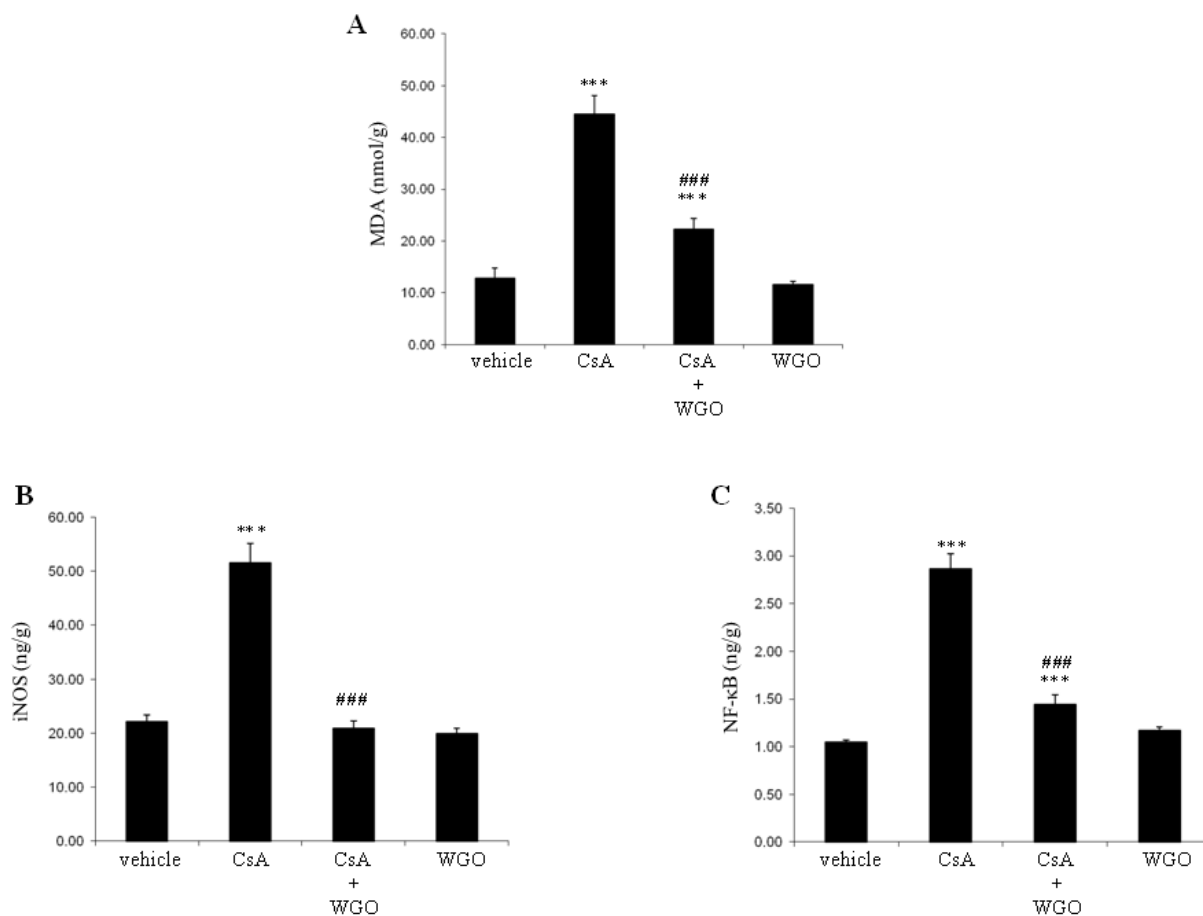 A
60.00
50.00
40.00
30.00
20.00
10.00
0.00
MDA (nmol/g)
***
###
***
vehicle CsA CsA WGO
+
WGO
B
60.00
50.00
40.00
30.00
20.00
10.00
0.00
iNOS (ng/g)
***
###
vehicle CsA CsA WGO
+
WGO
C
3.50
3.00
2.50
2.00
1.50
1.00
0.50
0.00
NF-κB (ng/g)
***
###
***
vehicle CsA CsA WGO
+
WGO